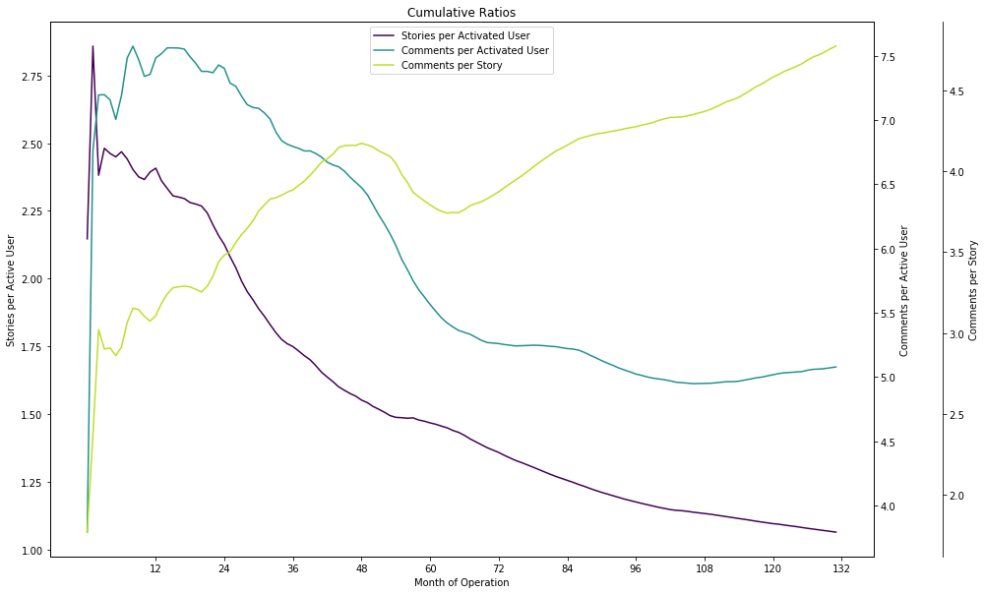 Cumulative Ratios
Stories per Activated User
Comments per Activated User
Comments per Story
Stories per Active User
2.75
2.50
2.25
2.00
1.75
1.50
1.25
1.00
12 24 36 48 60 72 84 96 108 120 132
Month of Operation
7.5
7.0
6.5
6.0
5.5
5.0
4.5
4.0
Comments per Active User
4.5
4.0
3.5
3.0
2.5
2.0
Comments per Story